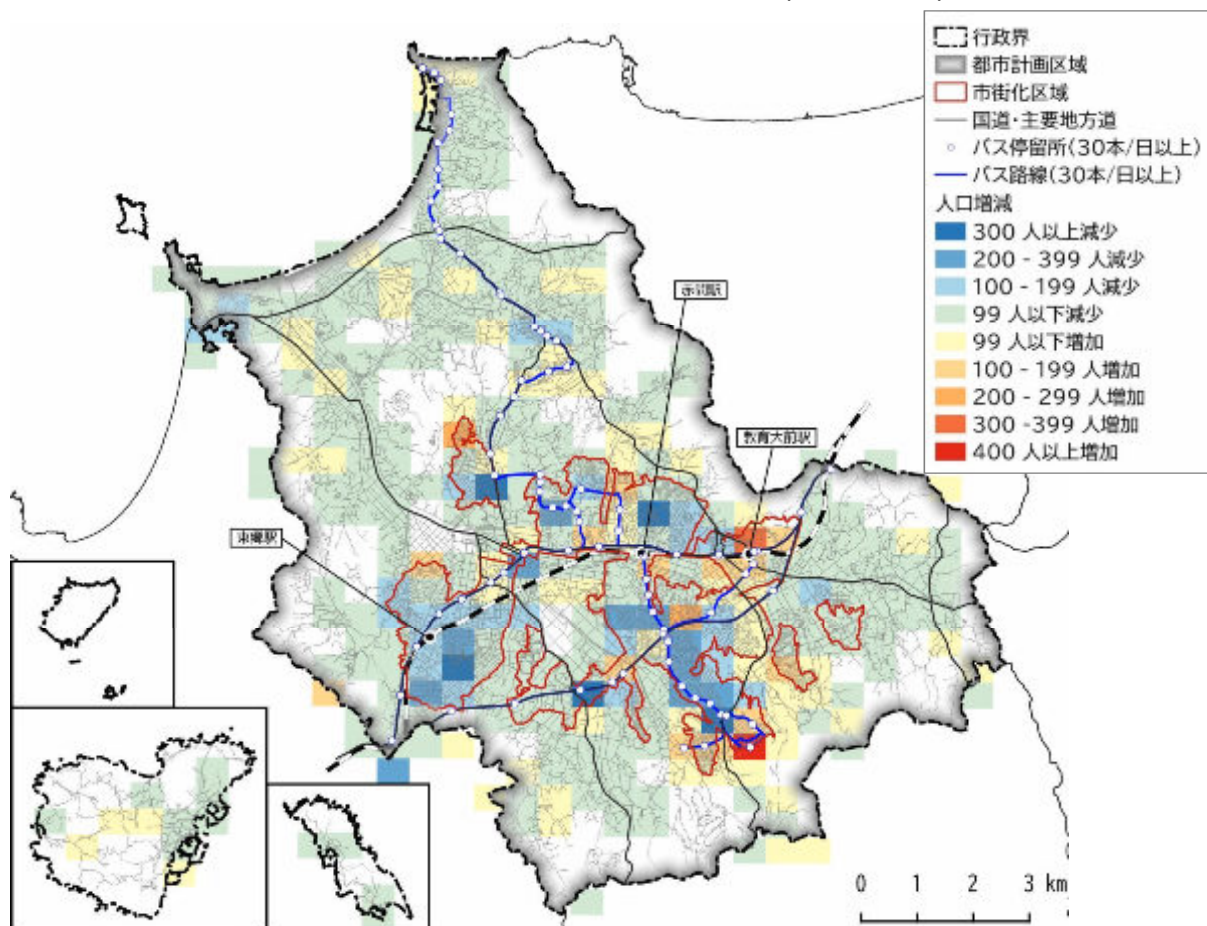 行政界
都市計画区域
市街化区域
国道・主要地方道
バス停留所(30本/日以上)
バス路線(30本/日以上)
人口増減
300 人以上減少
200 - 399 人減少
100 - 199 人減少
99 人以下減少
99 人以下増加
100 - 199 人増加
200 - 299 人増加
300 -399 人増加
400 人以上増加
赤間駅
教育大前駅
東郷駅
0 1 2 3 km